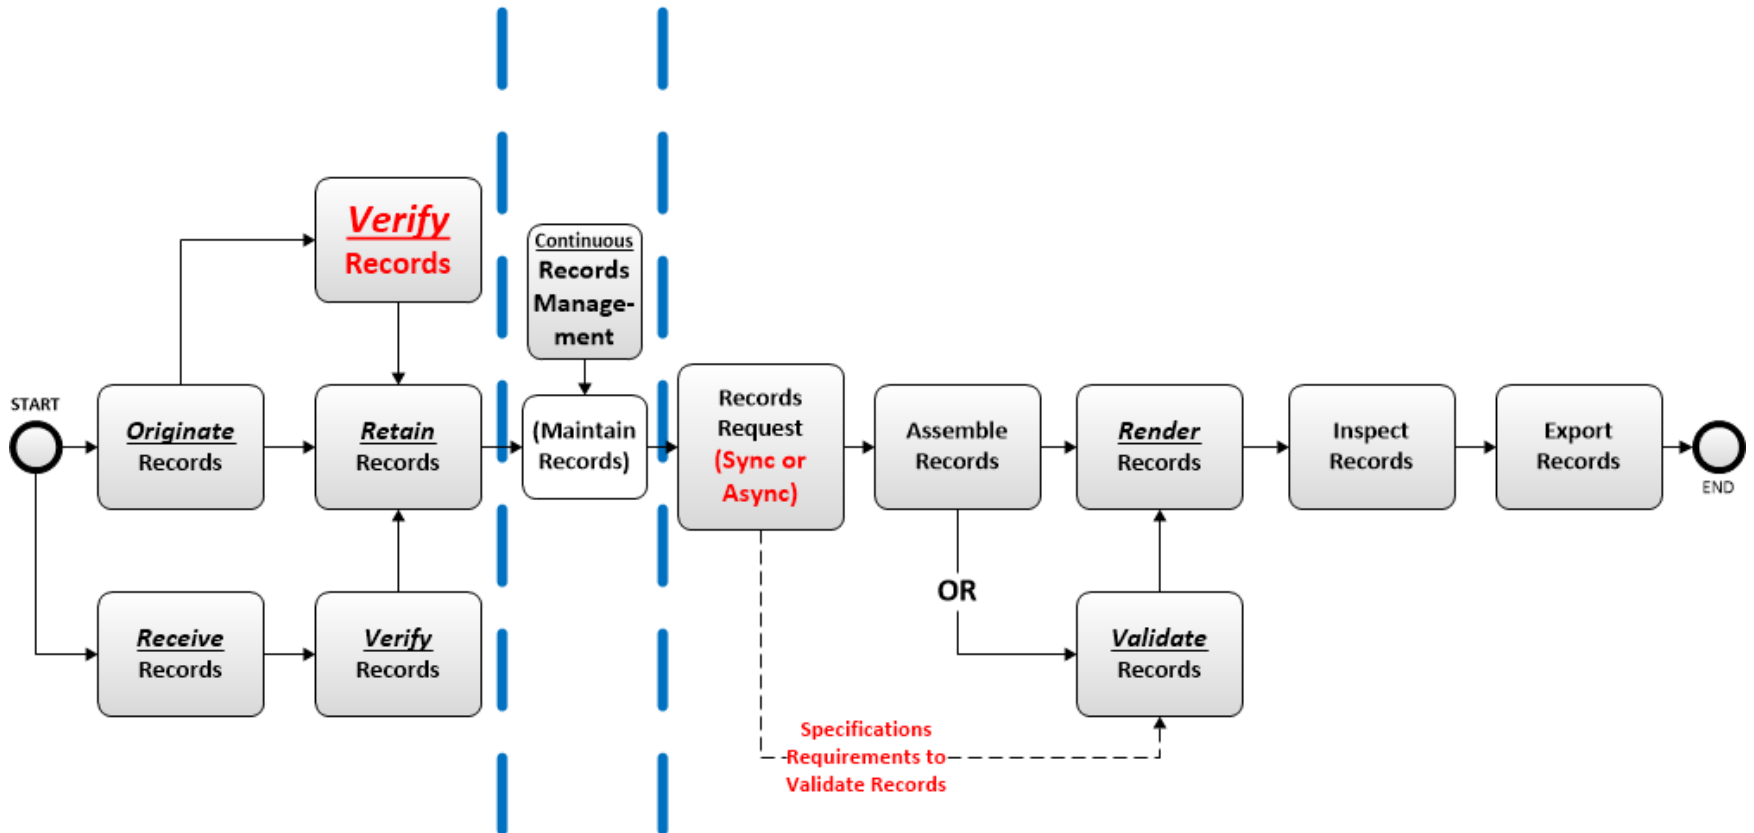 START
Originate
Records
Verify
Records
Retain
Records
Receive
Records
Verify
Records
Continuous
Records
Manage-
ment
(Maintain
Records)
Records
Request
(Sync or
Async)
Assemble
Records
OR
Render
Records
Validate
Records
Specifications
Requirements to
Validate Records
Inspect
Records
Export
Records
END